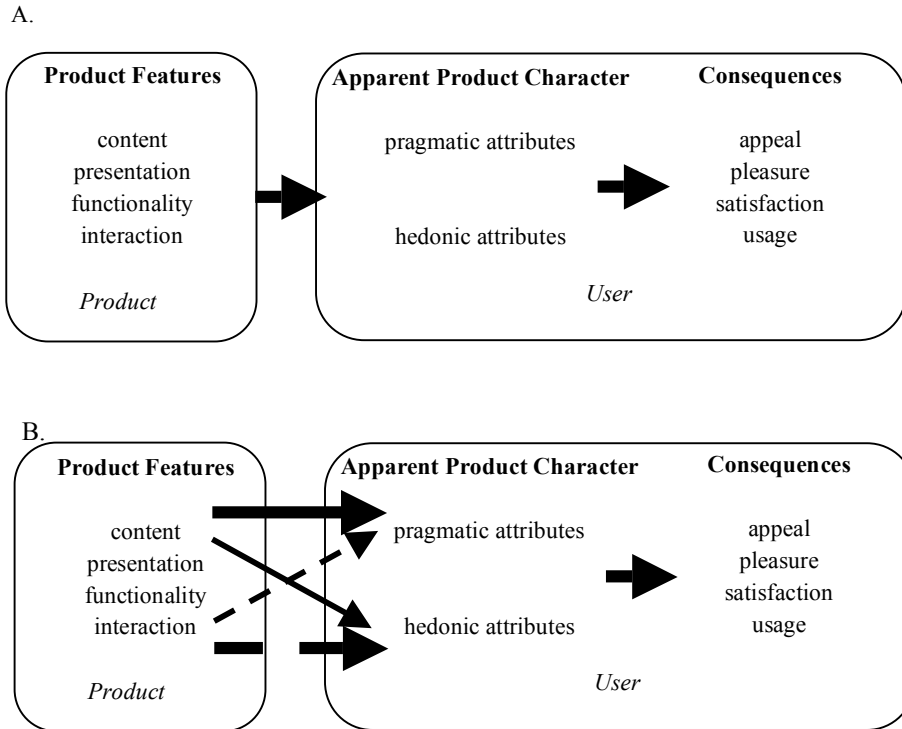 A.
Product Features
content
presentation
functionality
interaction
Product
Apparent Product Character
pragmatic attributes
hedonic attributes
Consequences
appeal
pleasure
satisfaction
usage
User
B.
Product Features
content
presentation
functionality
interaction
Product
Apparent Product Character
pragmatic attributes
hedonic attributes
Consequences
appeal
pleasure
satisfaction
usage
User